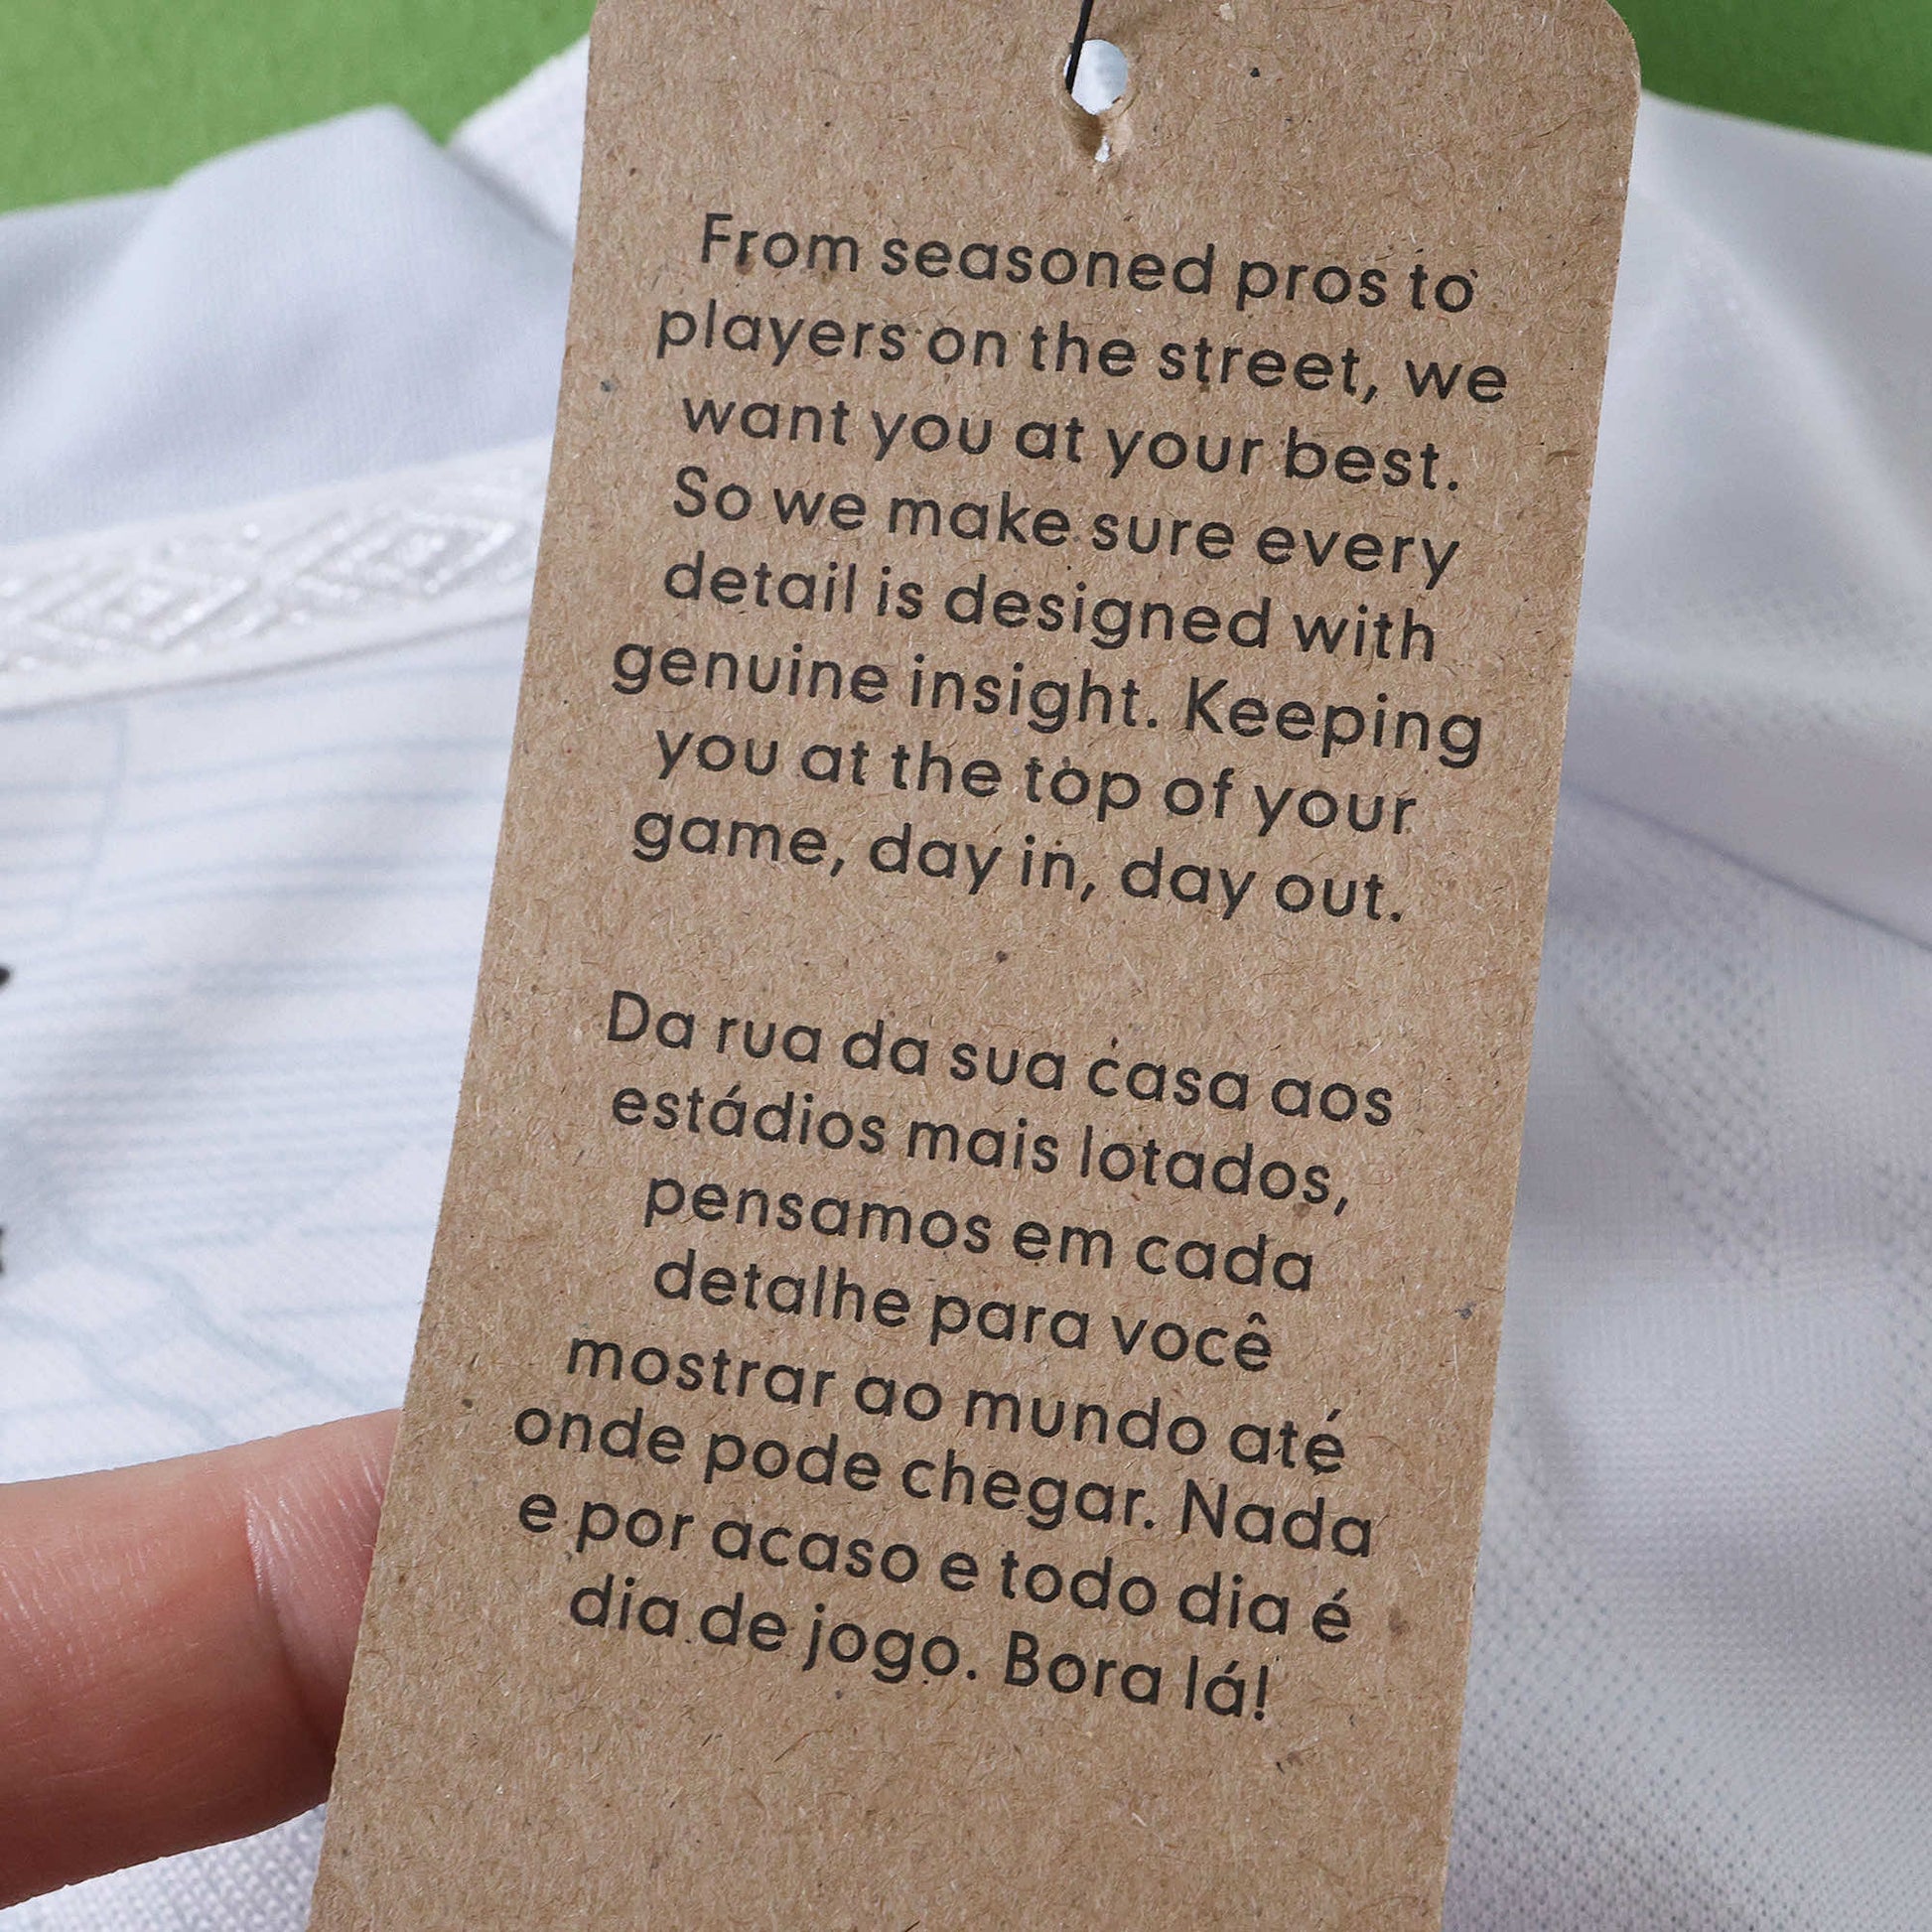 From seasoned pros to
players on the street, we
want you at your best.
So we make sure every
detail is designed with
genuine insight. Keeping
you at the top of your
game, day in, day out.
Da rua da sua casa aos
estádios mais lotados,
pensamos em cada
detalhe para você
mostrar ao mundo até
onde pode chegar. Nada
e por acaso e todo dia é
dia de jogo. Bora lá!